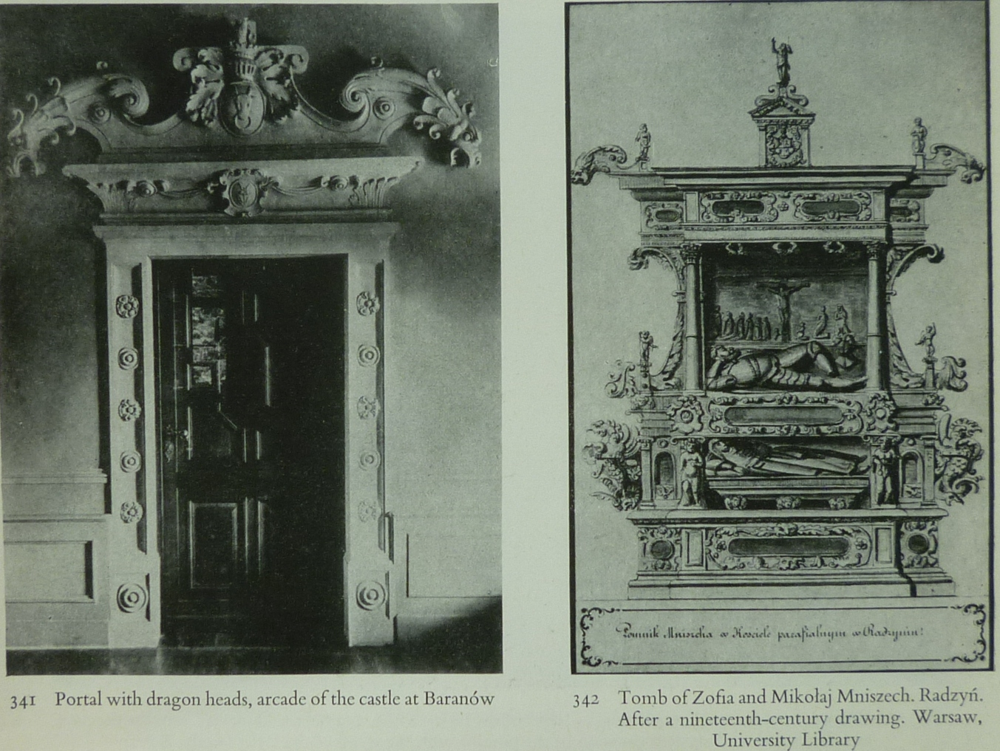 Pomnik Mniszcha w Kosciele parafialnym w Radzyniu!
341 Portal with dragon heads, arcade of the castle at Baranów
342 Tomb of Zofia and Mikołaj Mniszech. Radzyń.
After a nineteenth-century drawing. Warsaw,
University Library